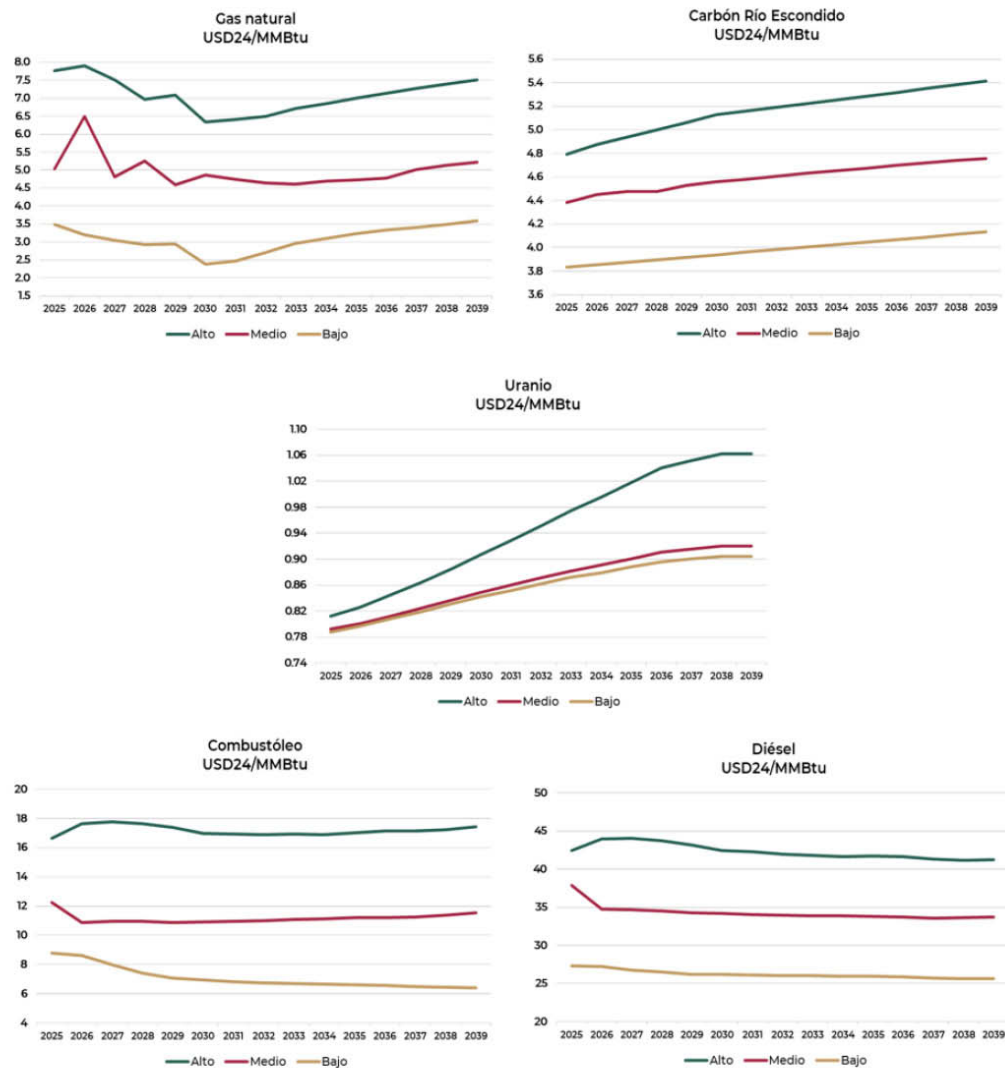 Gas natural
USD24/MMBtu
8.0
7.5
7.0
6.5
6.0
5.5
5.0
4.5
4.0
3.5
3.0
2.5
2.0
1.5
2025 2026 2027 2028 2029 2030 2031 2032 2033 2034 2035 2036 2037 2038 2039
Alto Medio Bajo
Carbón Río Escondido
USD24/MMBtu
5.6
5.4
5.2
5.0
4.8
4.6
4.4
4.2
4.0
3.8
3.6
2025 2026 2027 2028 2029 2030 2031 2032 2033 2034 2035 2036 2037 2038 2039
Alto Medio Bajo
Uranio
USD24/MMBtu
1.10
1.06
1.02
0.98
0.94
0.90
0.86
0.82
0.78
0.74
2025 2026 2027 2028 2029 2030 2031 2032 2033 2034 2035 2036 2037 2038 2039
Alto Medio Bajo
Combustóleo
USD24/MMBtu
20
18
16
14
12
10
8
6
4
2025 2026 2027 2028 2029 2030 2031 2032 2033 2034 2035 2036 2037 2038 2039
Alto Medio Bajo
Diésel
USD24/MMBtu
50
45
40
35
30
25
20
2025 2026 2027 2028 2029 2030 2031 2032 2033 2034 2035 2036 2037 2038 2039
Alto Medio Bajo